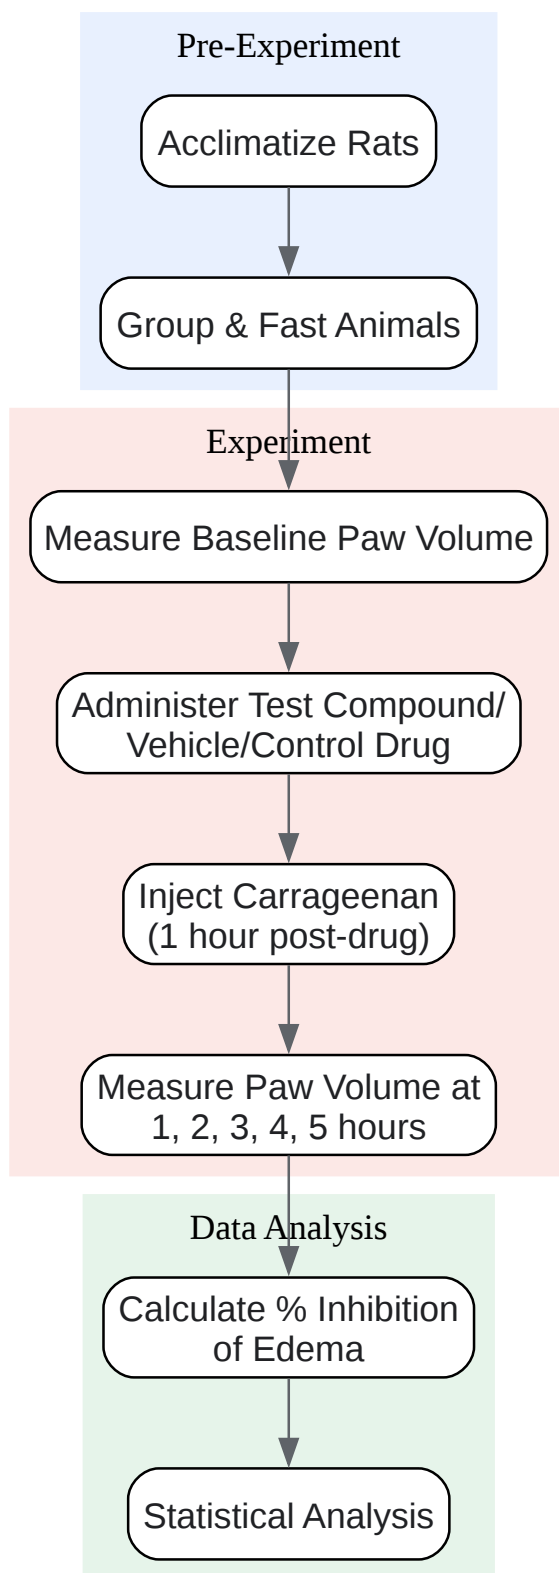 Pre-Experiment
Acclimatize Rats
Group & Fast Animals
Experiment
Measure Baseline Paw Volume
Administer Test Compound/
Vehicle/Control Drug
Inject Carrageenan
(1 hour post-drug)
Measure Paw Volume at
1, 2, 3, 4, 5 hours
Data Analysis
Calculate % Inhibition
of Edema
Statistical Analysis